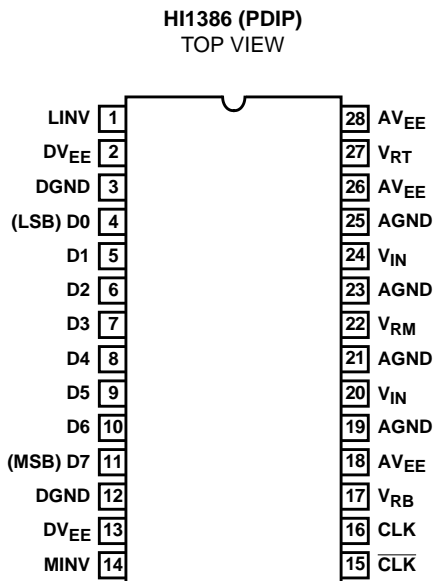 HI1386 (PDIP)
TOP VIEW
LINV 1 28 AVEE
DVEE 2 27 VRT
DGND 3 26 AVEE
(LSB) D0 4 25 AGND
D1 5 24 VIN
D2 6 23 AGND
D3 7 22 VRM
D4 8 21 AGND
D5 9 20 VIN
D6 10 19 AGND
(MSB) D7 11 18 AVEE
DGND 12 17 VRB
DVEE 13 16 CLK
MINV 14 15 C̅L̅K̅